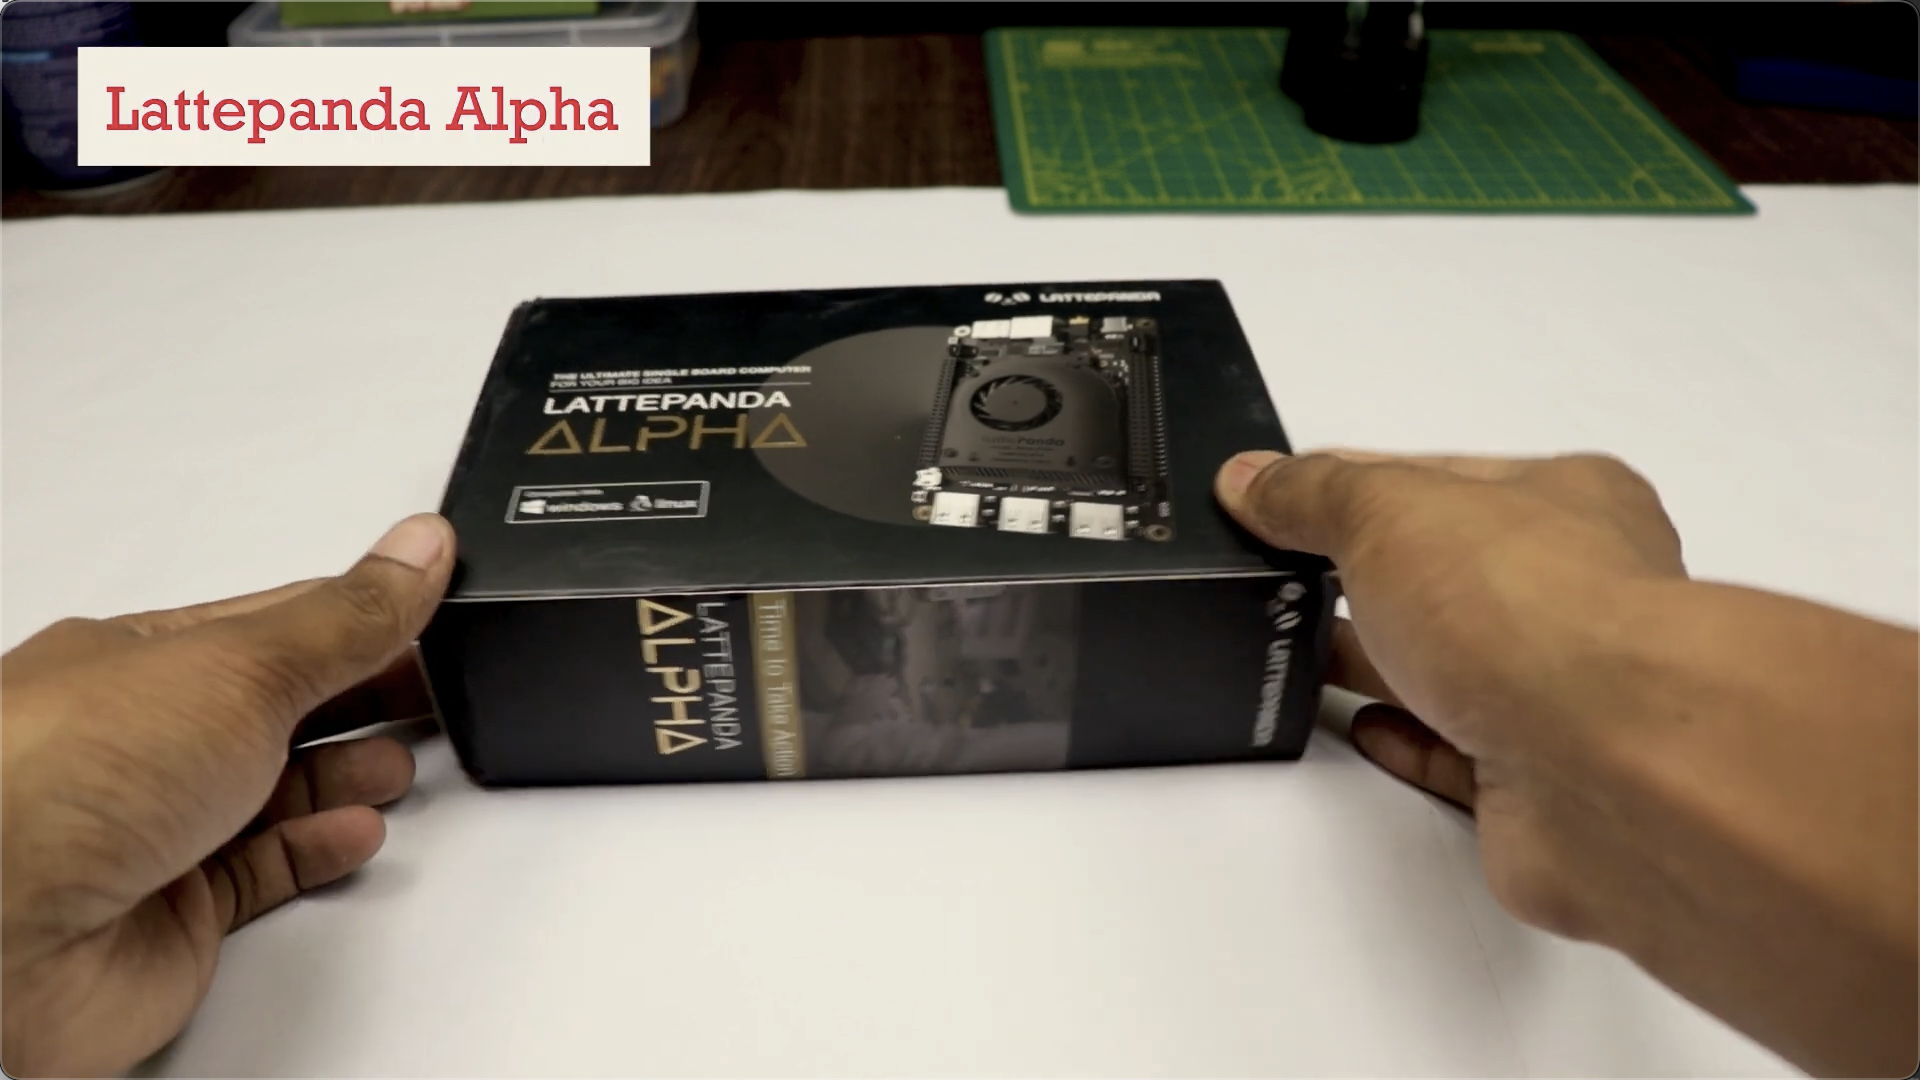 Lattepanda Alpha
LATTEPANDA
THE ULTIMATE SINGLE BOARD COMPUTER
FOR YOUR BIG IDEA
LATTEPANDA
ALPHA
windows linux
LattePanda
Time to Take Action
LATTEPANDA
ALPHA
LATTEPANDA